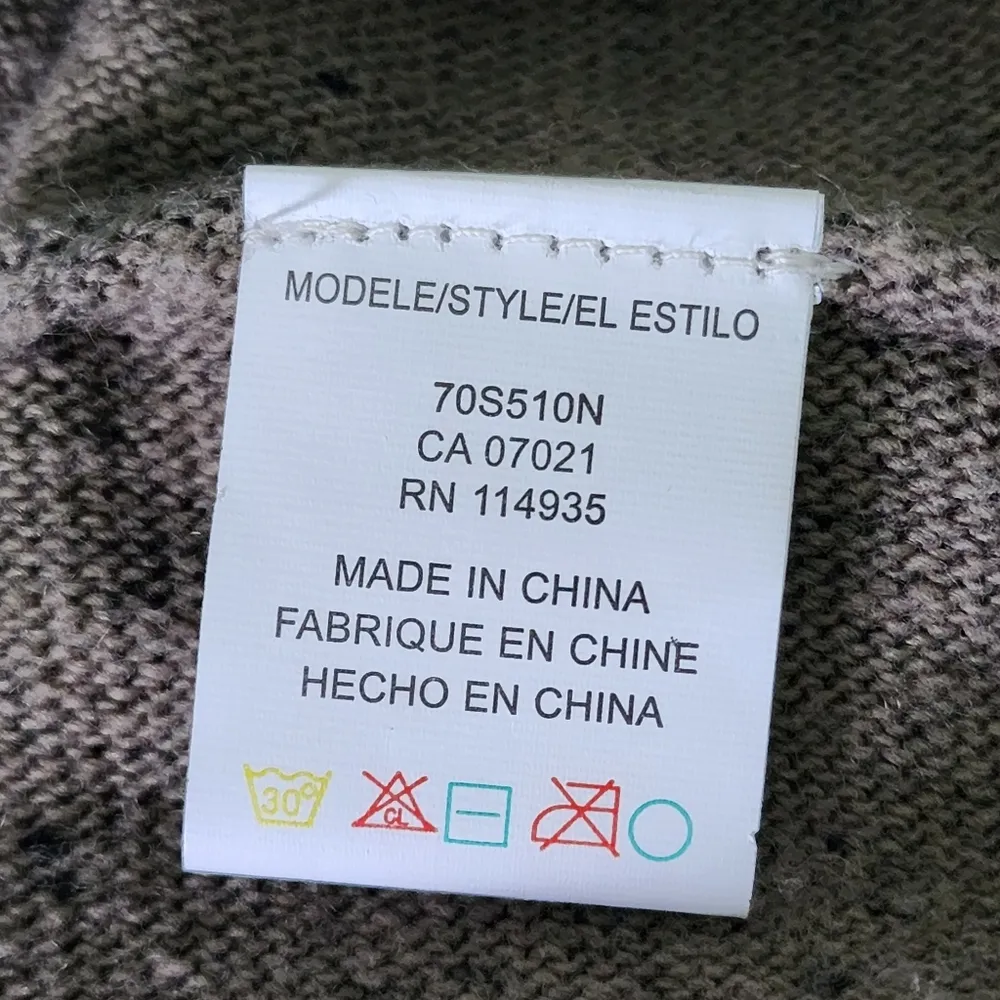 MODELE/STYLE/EL ESTILO
70S510N
CA 07021
RN 114935
MADE IN CHINA
FABRIQUE EN CHINE
HECHO EN CHINA
30° CL